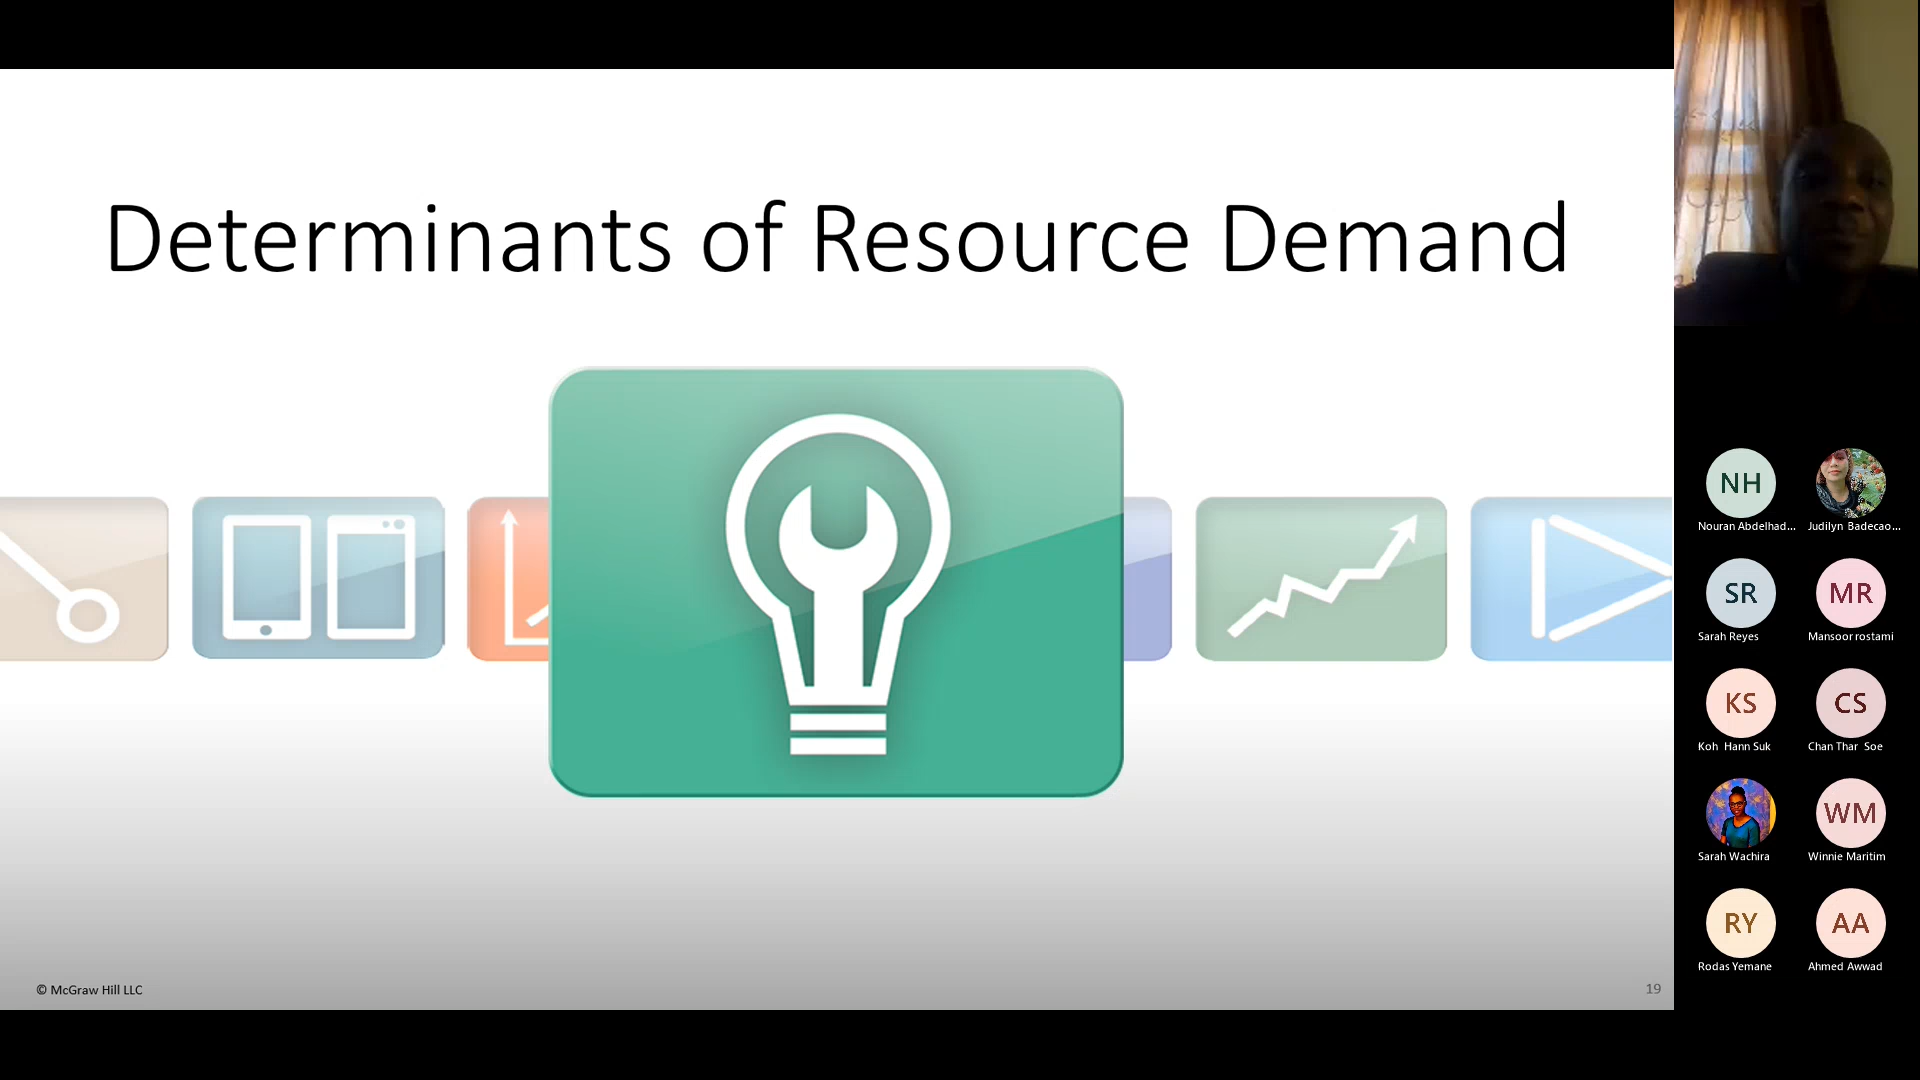 Determinants of Resource Demand
© McGraw Hill LLC
19
NH
Nouran Abdelhad...
Judilyn Badecao...
SR
Sarah Reyes
MR
Mansoor rostami
KS
Koh Hann Suk
CS
Chan Thar Soe
Sarah Wachira
WM
Winnie Maritim
RY
Rodas Yemane
AA
Ahmed Awwad